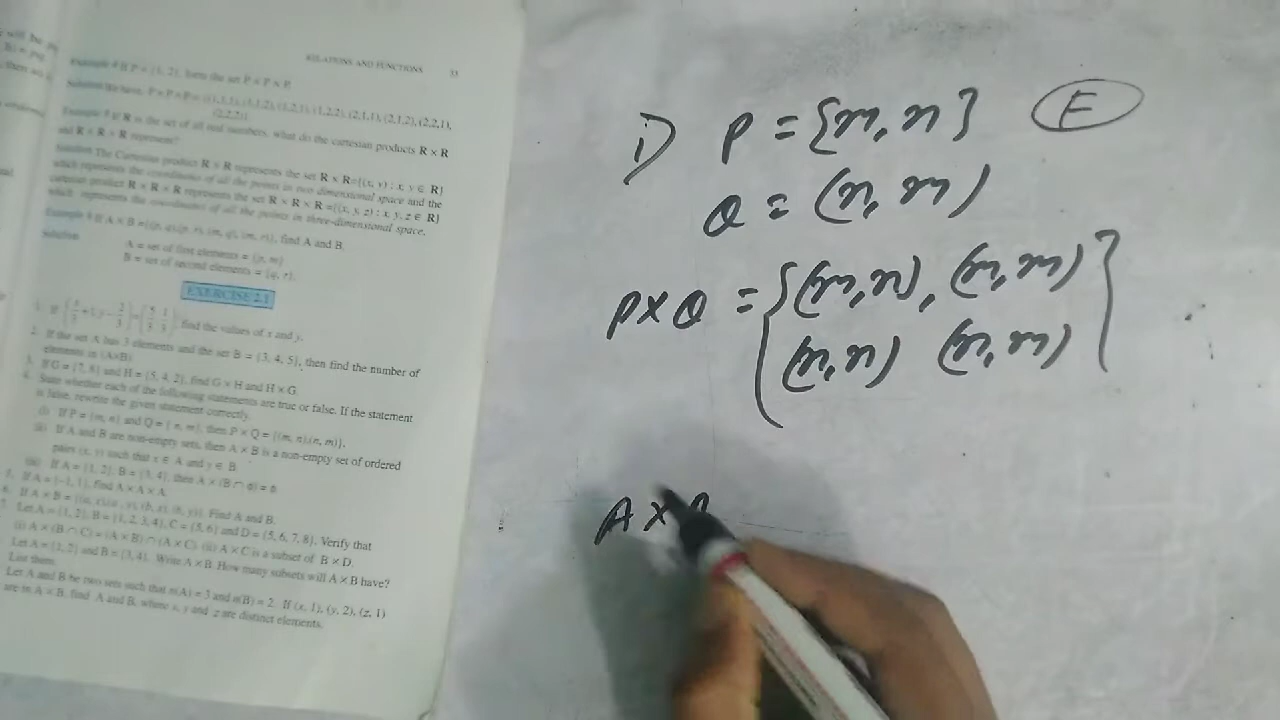 RELATIONS AND FUNCTIONS 33
Example 4 If P = {1, 2}, form the set P × P × P.
Solution We have, P × P × P = {(1,1,1), (1,1,2), (1,2,1), (1,2,2), (2,1,1), (2,1,2), (2,2,1),
(2,2,2)}.
Example 5 If R is the set of all real numbers, what do the cartesian products R × R
and R × R × R represent?
Solution The Cartesian product R × R represents the set R × R={(x, y) : x, y ∈ R}
which represents the coordinates of all the points in two dimensional space and the
cartesian product R × R × R represents the set R × R × R ={(x, y, z) : x, y, z ∈ R}
which represents the coordinates of all the points in three-dimensional space.
Example 6 If A × B ={(p, q),(p, r), (m, q), (m, r)}, find A and B.
Solution
A = set of first elements = {p, m}
B = set of second elements = {q, r}.
EXERCISE 2.1
1. If (x/3 + 1, y – 2/3) = (5/3, 1/3), find the values of x and y.
2. If the set A has 3 elements and the set B = {3, 4, 5}, then find the number of
elements in (A×B).
3. If G = {7, 8} and H = {5, 4, 2}, find G × H and H × G.
4. State whether each of the following statements are true or false. If the statement
is false, rewrite the given statement correctly.
(i) If P = {m, n} and Q = { n, m}, then P × Q = {(m, n),(n, m)}.
(ii) If A and B are non-empty sets, then A × B is a non-empty set of ordered
pairs (x, y) such that x ∈ A and y ∈ B.
(iii) If A = {1, 2}, B = {3, 4}, then A × (B ∩ φ) = φ.
5. If A = {–1, 1}, find A × A × A.
6. If A × B = {(a, x),(a , y), (b, x), (b, y)}. Find A and B.
7. Let A = {1, 2}, B = {1, 2, 3, 4}, C = {5, 6} and D = {5, 6, 7, 8}. Verify that
(i) A × (B ∩ C) = (A × B) ∩ (A × C). (ii) A × C is a subset of B × D.
Let A = {1, 2} and B = {3, 4}. Write A × B. How many subsets will A × B have?
List them.
Let A and B be two sets such that n(A) = 3 and n(B) = 2. If (x, 1), (y, 2), (z, 1)
are in A × B, find A and B, where x, y and z are distinct elements.
i) P = {m, n} F
Q = (n, m)
P×Q = {(m,n), (m,m)
(n,n) (n,m)}
A ×